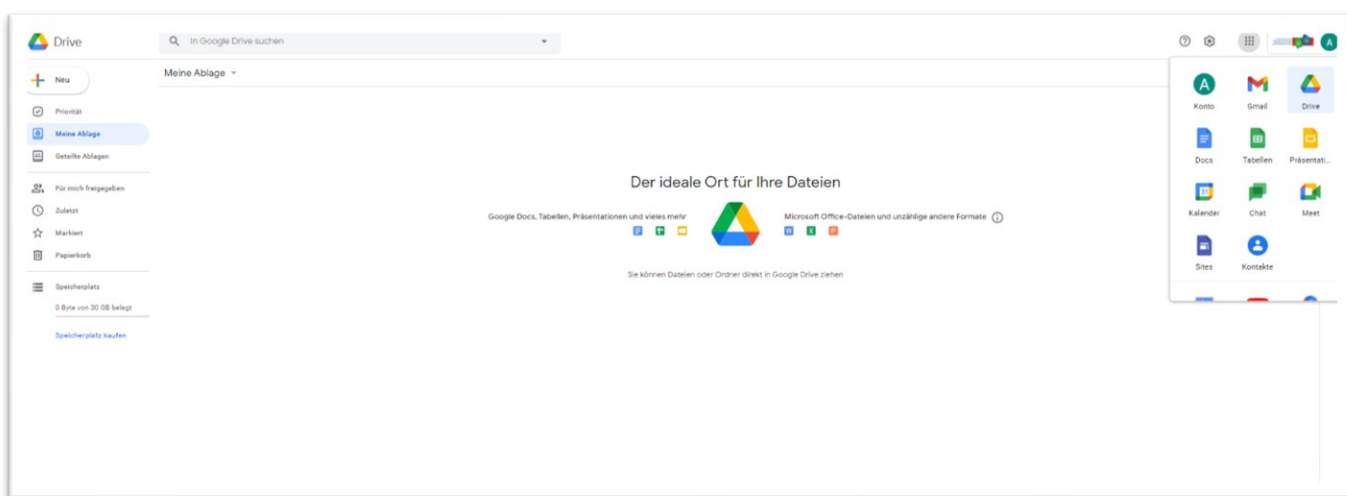 Drive
In Google Drive suchen
Neu
Meine Ablage
Priorität
Meine Ablage
Geteilte Ablagen
Für mich freigegeben
Zuletzt
Markiert
Papierkorb
Speicherplatz
0 Byte von 30 GB belegt
Speicherplatz kaufen
Der ideale Ort für Ihre Dateien
Google Docs, Tabellen, Präsentationen und vieles mehr
Microsoft Office-Dateien und unzählige andere Formate
W X P
Sie können Dateien oder Ordner direkt in Google Drive ziehen
A
A
Konto Gmail Drive
Docs Tabellen Präsentati...
31
Kalender Chat Meet
Sites Kontakte